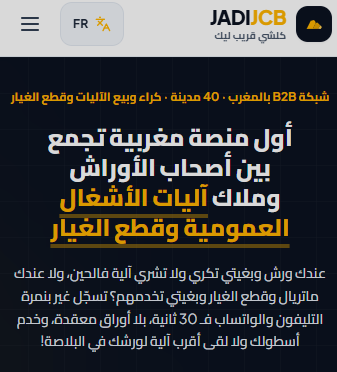 FR
JADIJCB
كلشي قريب ليك
شبكة B2B بالمغرب · 40 مدينة · كراء وبيع الآليات وقطع الغيار
أول منصة مغربية تجمع
بين أصحاب الأوراش
وملاك آليات الأشغال
العمومية وقطع الغيار
عندك ورش وبغيتي تكري ولا تشري آلية فالحين، ولا عندك
ماتريال وقطع الغيار وبغيتي تخدمهم؟ تسجّل غير بنمرة
التليفون والواتساب فـ 30 ثانية، بلا أوراق معقدة، وخدم
أسطولك ولا لقى أقرب آلية لورشك في البلاصة!